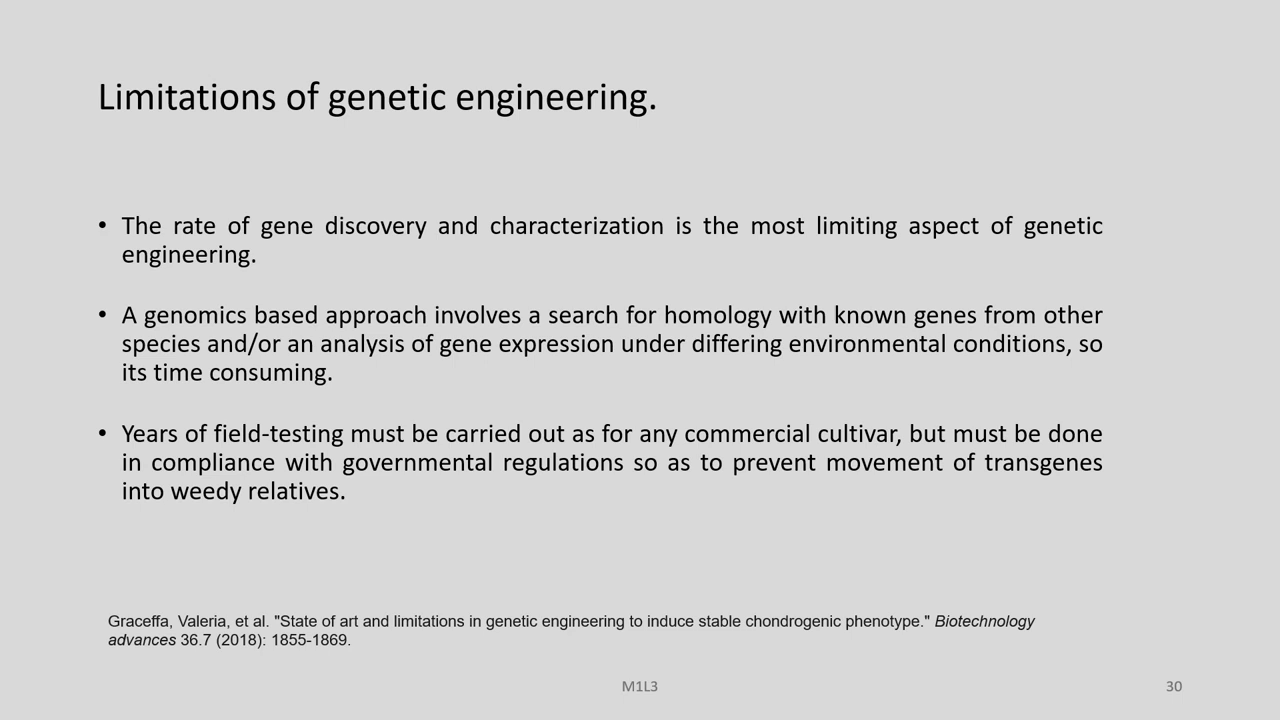 Limitations of genetic engineering.
• The rate of gene discovery and characterization is the most limiting aspect of genetic
engineering.
• A genomics based approach involves a search for homology with known genes from other
species and/or an analysis of gene expression under differing environmental conditions, so
its time consuming.
• Years of field-testing must be carried out as for any commercial cultivar, but must be done
in compliance with governmental regulations so as to prevent movement of transgenes
into weedy relatives.
Graceffa, Valeria, et al. "State of art and limitations in genetic engineering to induce stable chondrogenic phenotype." Biotechnology
advances 36.7 (2018): 1855-1869.
M1L3
30